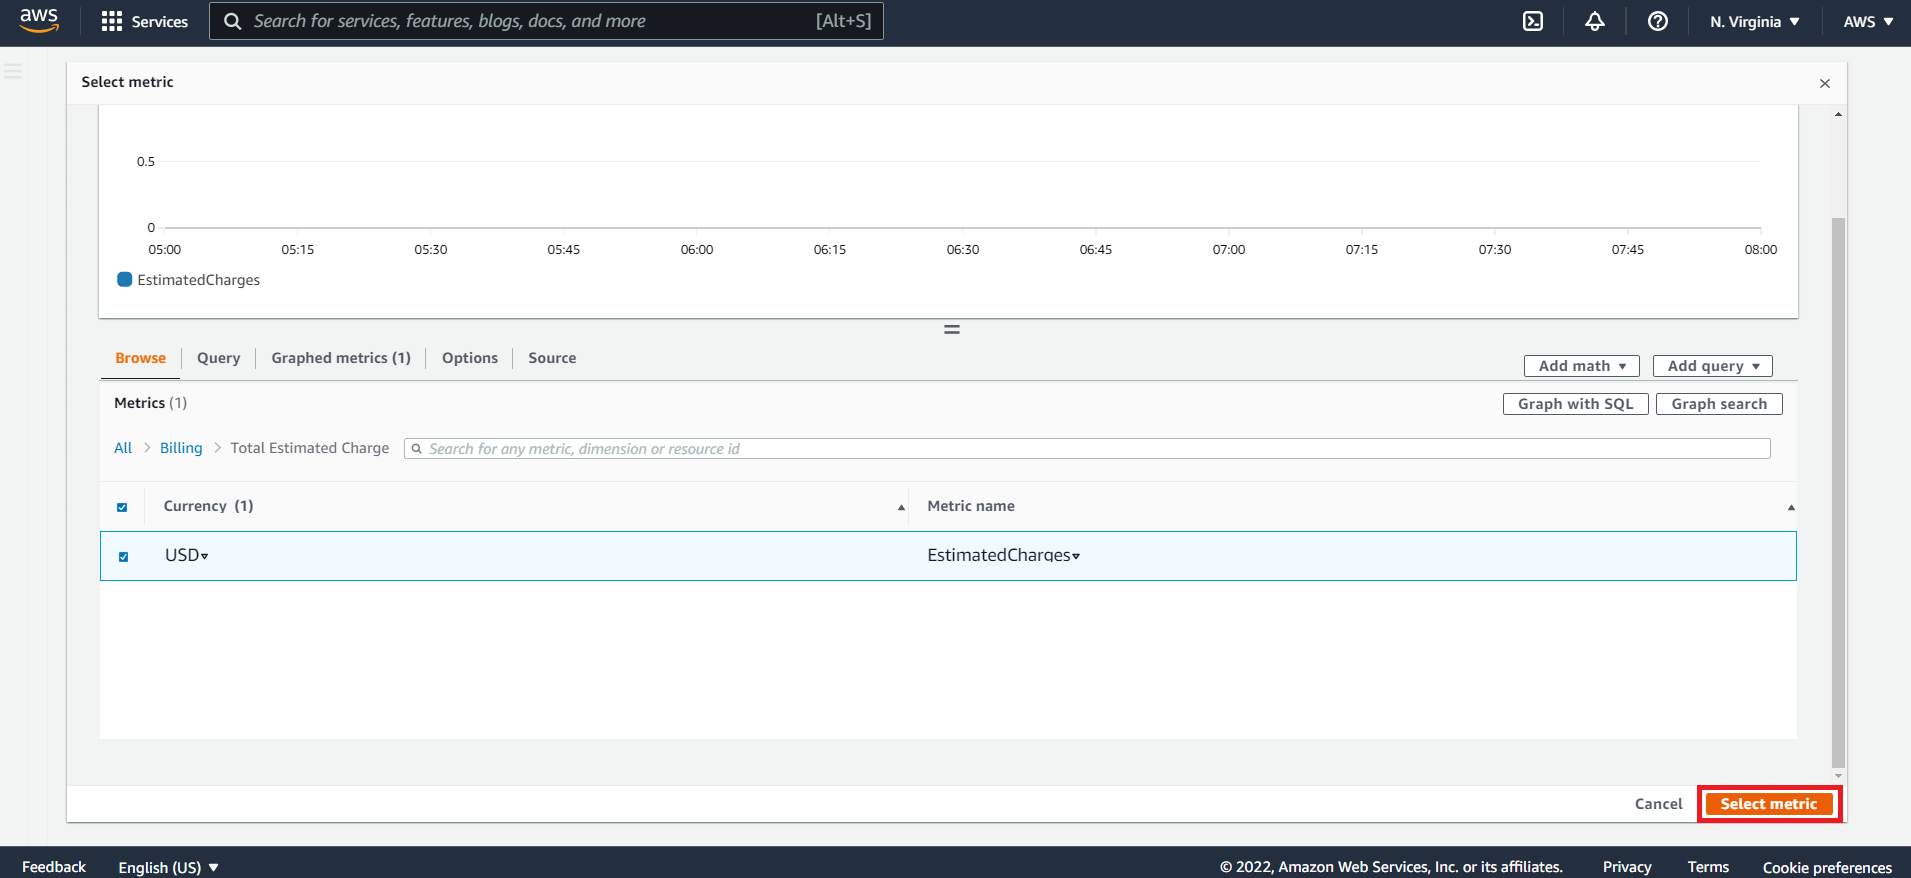 aws Services Search for services, features, blogs, docs, and more [Alt+S] N. Virginia AWS
Select metric
0.5
0
05:00 05:15 05:30 05:45 06:00 06:15 06:30 06:45 07:00 07:15 07:30 07:45 08:00
EstimatedCharges
Browse Query Graphed metrics (1) Options Source Add math Add query
Metrics (1) Graph with SQL Graph search
All > Billing > Total Estimated Charge Search for any metric, dimension or resource id
Currency (1) Metric name
USD EstimatedCharges
Cancel Select metric
Feedback English (US) © 2022, Amazon Web Services, Inc. or its affiliates. Privacy Terms Cookie preferences